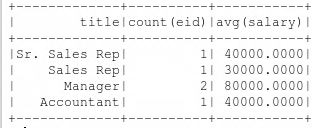 +--------------+----------+-----------+
|         title|count(eid)|avg(salary)|
+--------------+----------+-----------+
|Sr. Sales Rep|         1| 40000.0000|
|    Sales Rep|         1| 30000.0000|
|      Manager|         2| 80000.0000|
|   Accountant|         1| 40000.0000|
+--------------+----------+-----------+